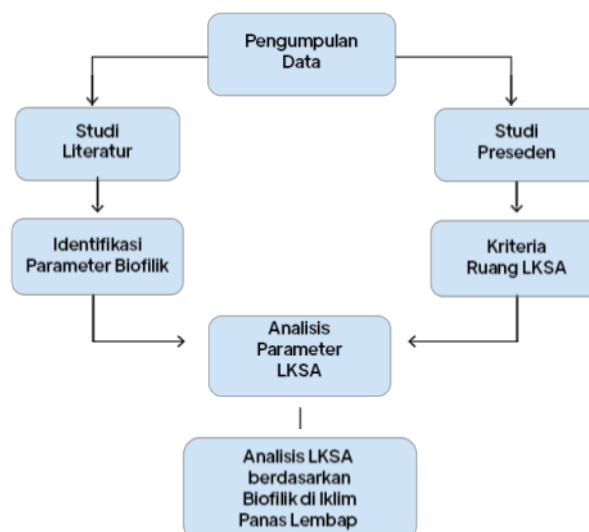 Pengumpulan
Data
Studi
Literatur
Studi
Preseden
Identifikasi
Parameter Biofilik
Kriteria
Ruang LKSA
Analisis
Parameter
LKSA
Analisis LKSA
berdasarkan
Biofilik di Iklim
Panas Lembap